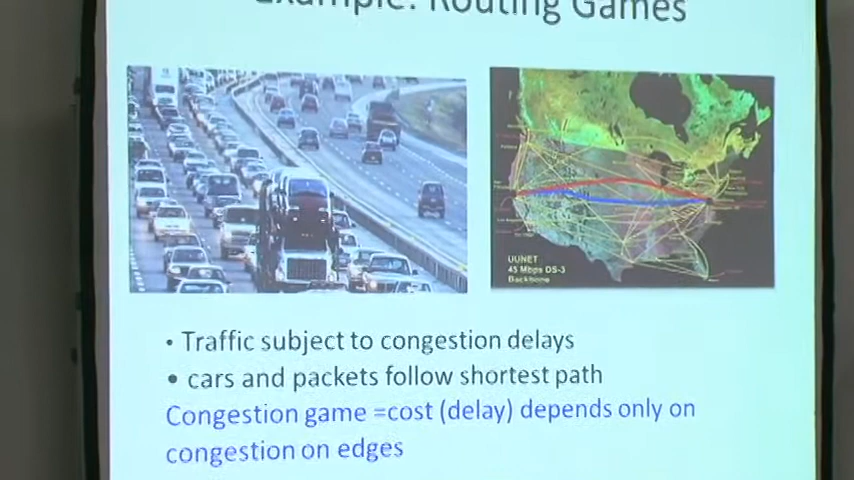 Example: Routing Games
UUNET
45 Mbps DS-3
Backbone
• Traffic subject to congestion delays
• cars and packets follow shortest path
Congestion game =cost (delay) depends only on
congestion on edges